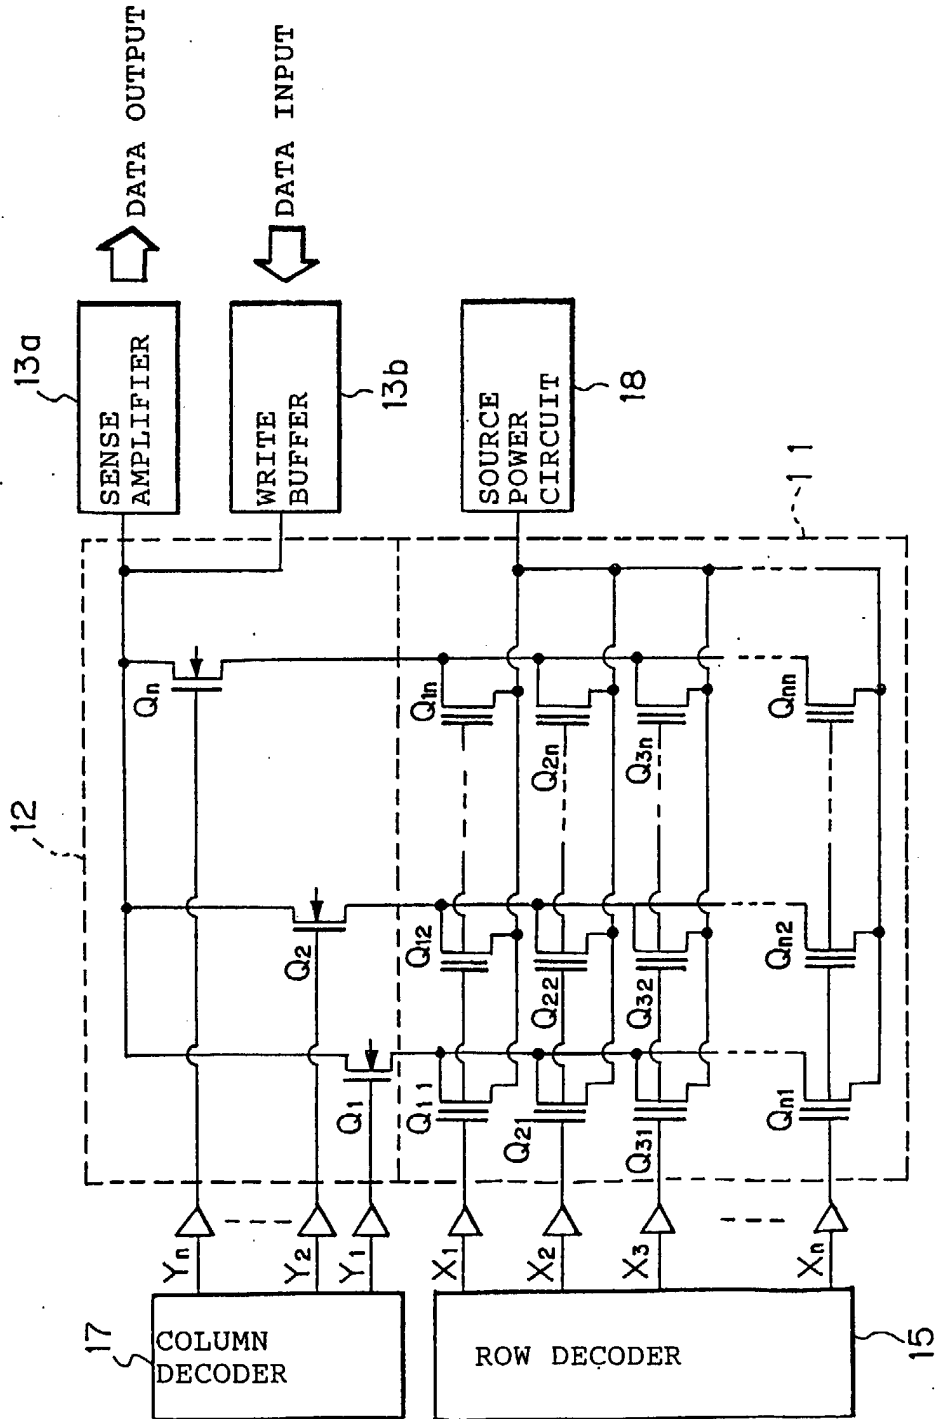 13a
SENSE
AMPLIFIER
DATA OUTPUT
WRITE
BUFFER
13b
DATA INPUT
SOURCE
POWER
CIRCUIT
18
12
11
Qn
Q2
Q1
Q11
Q12
Q1n
Q21
Q22
Q2n
Q31
Q32
Q3n
Qn1
Qn2
Qnn
Yn
Y2
Y1
X1
X2
X3
Xn
17
COLUMN
DECODER
ROW DECODER
15